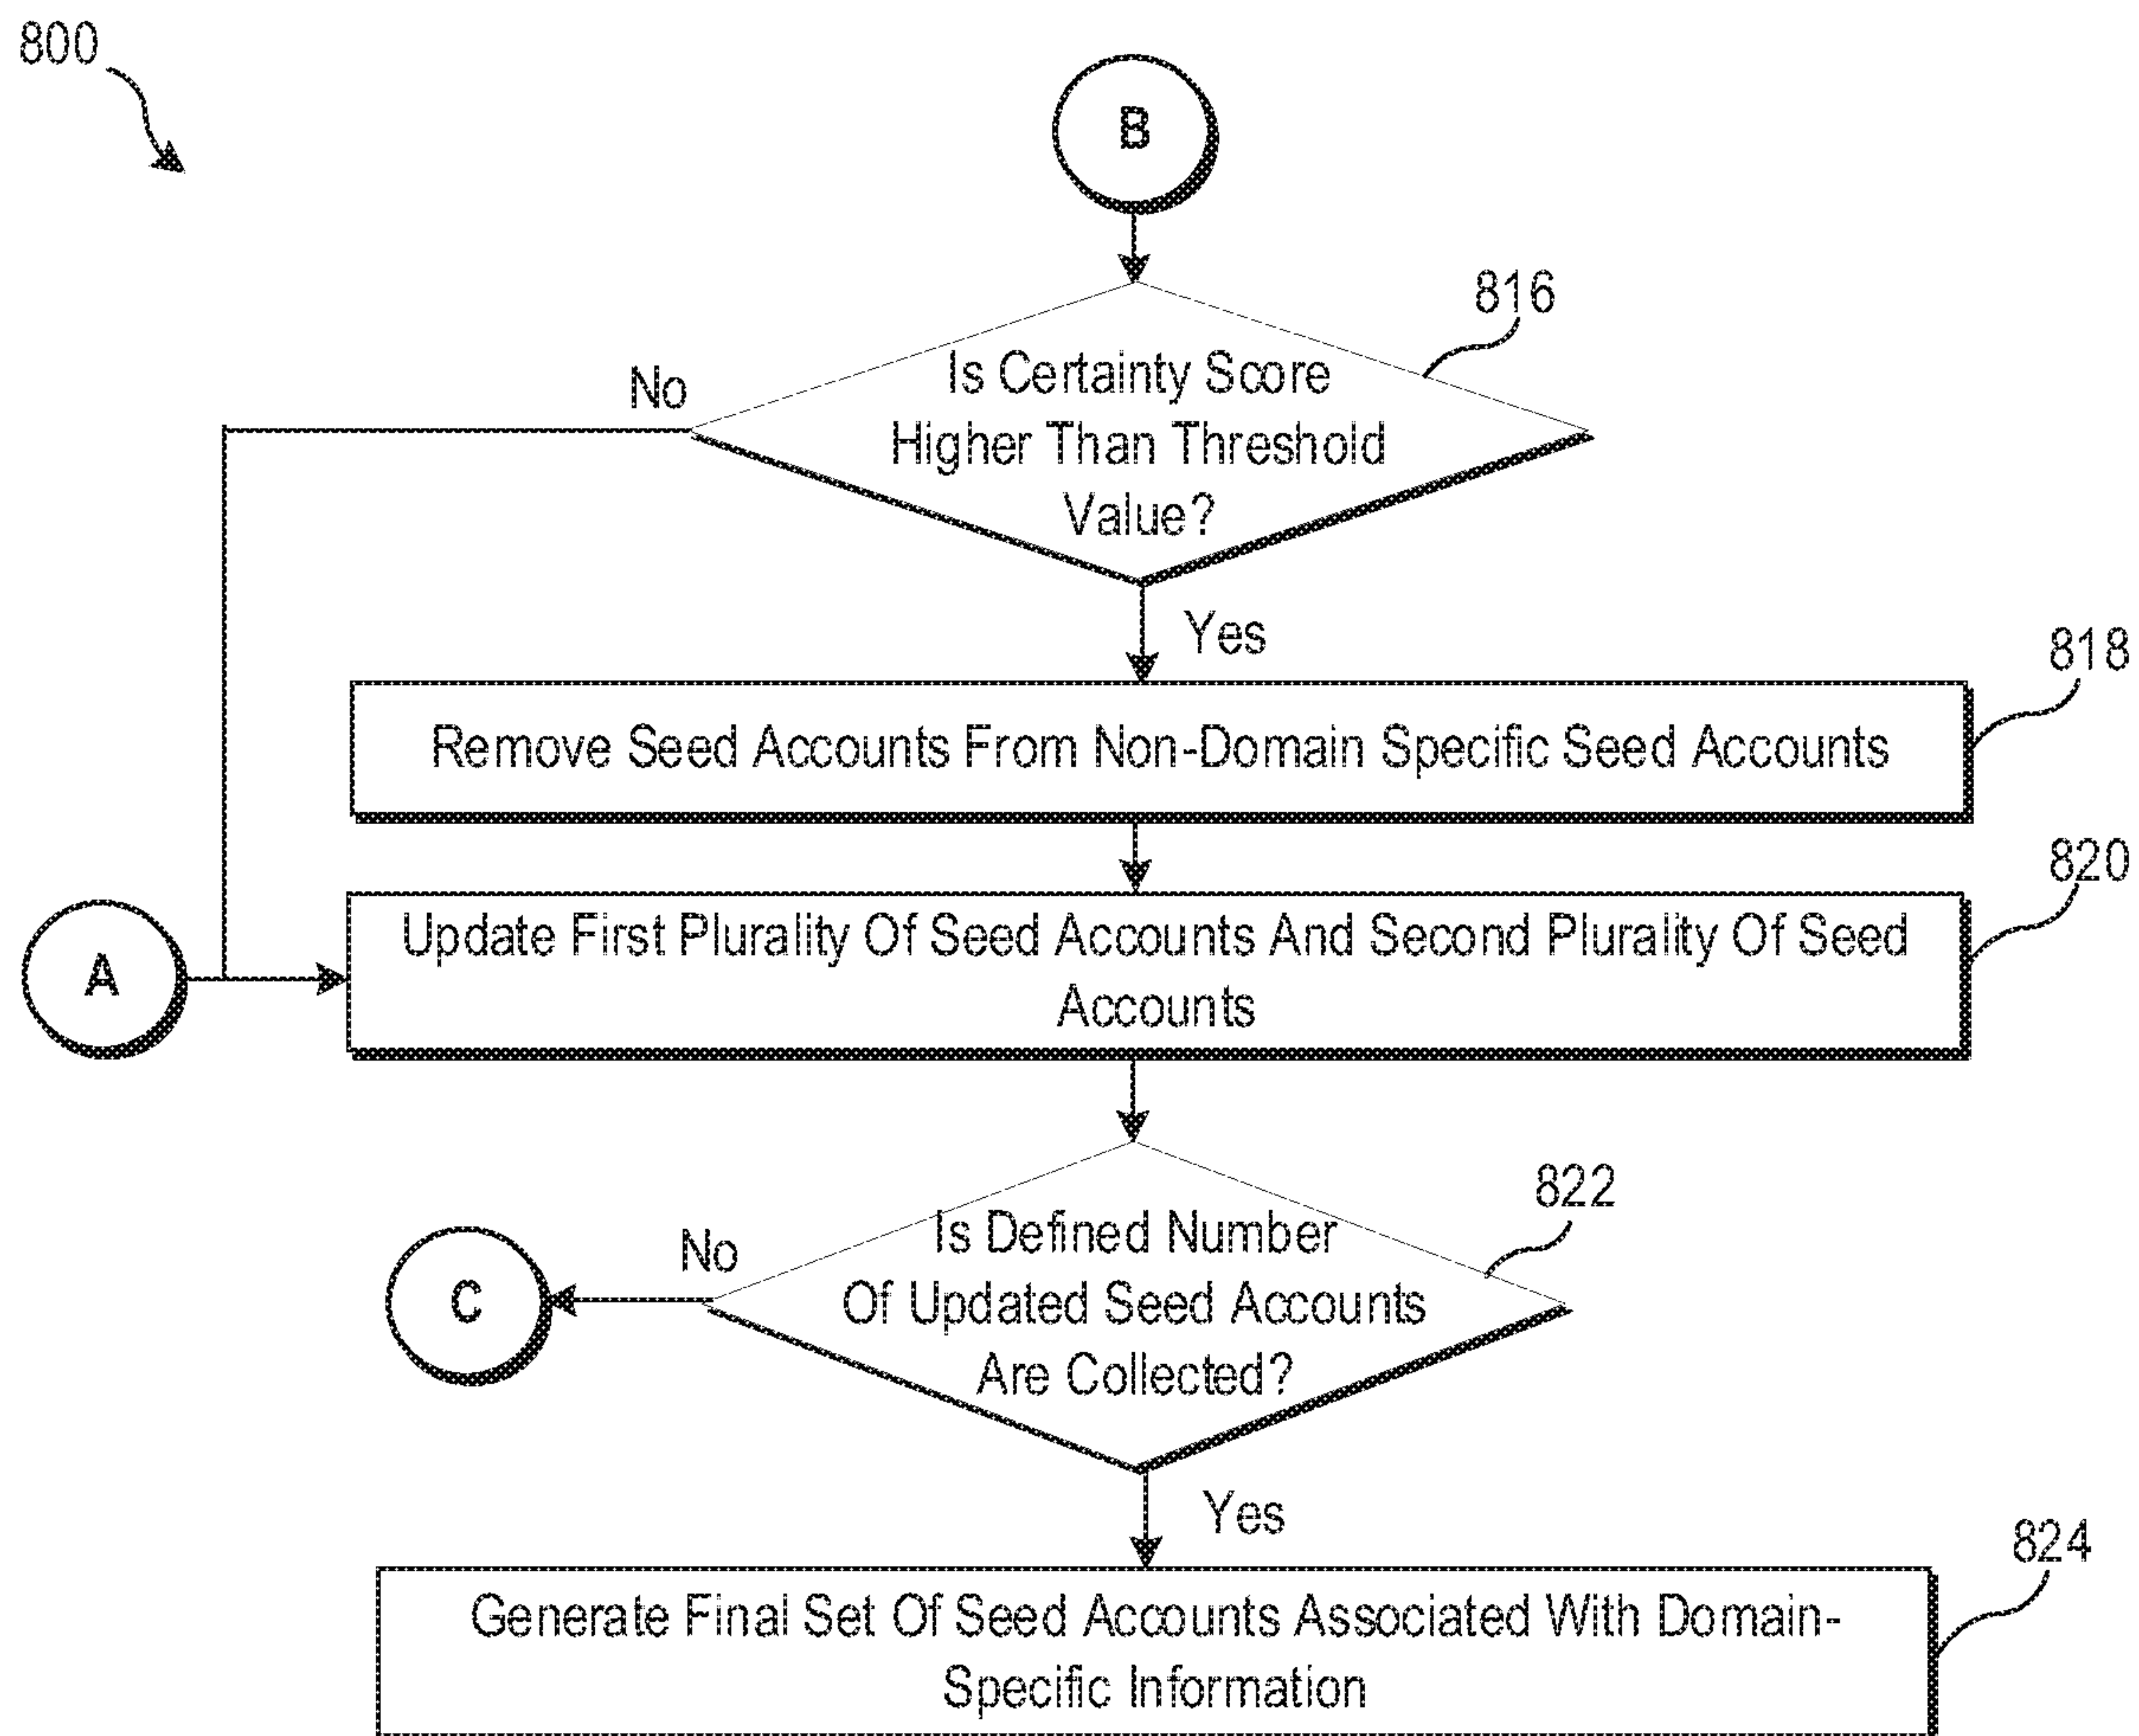 800
B
816
Is Certainty Score
Higher Than Threshold
Value?
No
Yes
818
Remove Seed Accounts From Non-Domain Specific Seed Accounts
820
A
Update First Plurality Of Seed Accounts And Second Plurality Of Seed
Accounts
822
Is Defined Number
Of Updated Seed Accounts
Are Collected?
No
C
Yes
824
Generate Final Set Of Seed Accounts Associated With Domain-
Specific Information